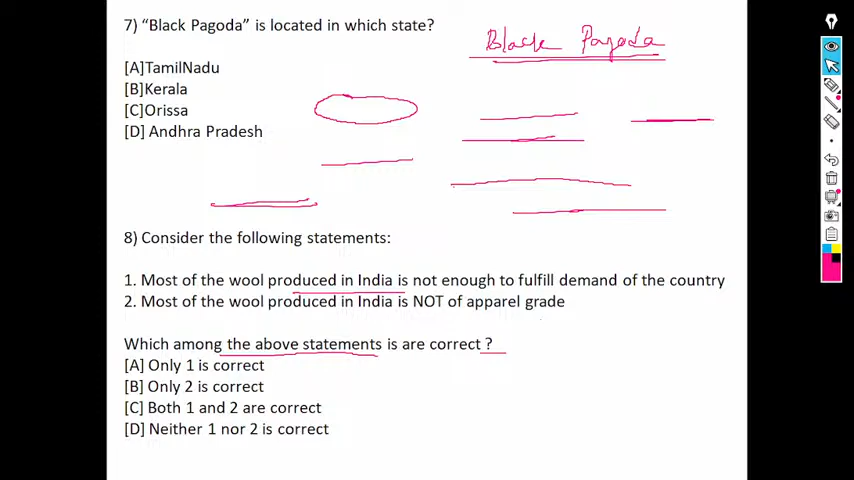 7) “Black Pagoda” is located in which state?
Black Pagoda
[A]TamilNadu
[B]Kerala
[C]Orissa
[D] Andhra Pradesh
8) Consider the following statements:
1. Most of the wool produced in India is not enough to fulfill demand of the country
2. Most of the wool produced in India is NOT of apparel grade
Which among the above statements is are correct ?
[A] Only 1 is correct
[B] Only 2 is correct
[C] Both 1 and 2 are correct
[D] Neither 1 nor 2 is correct